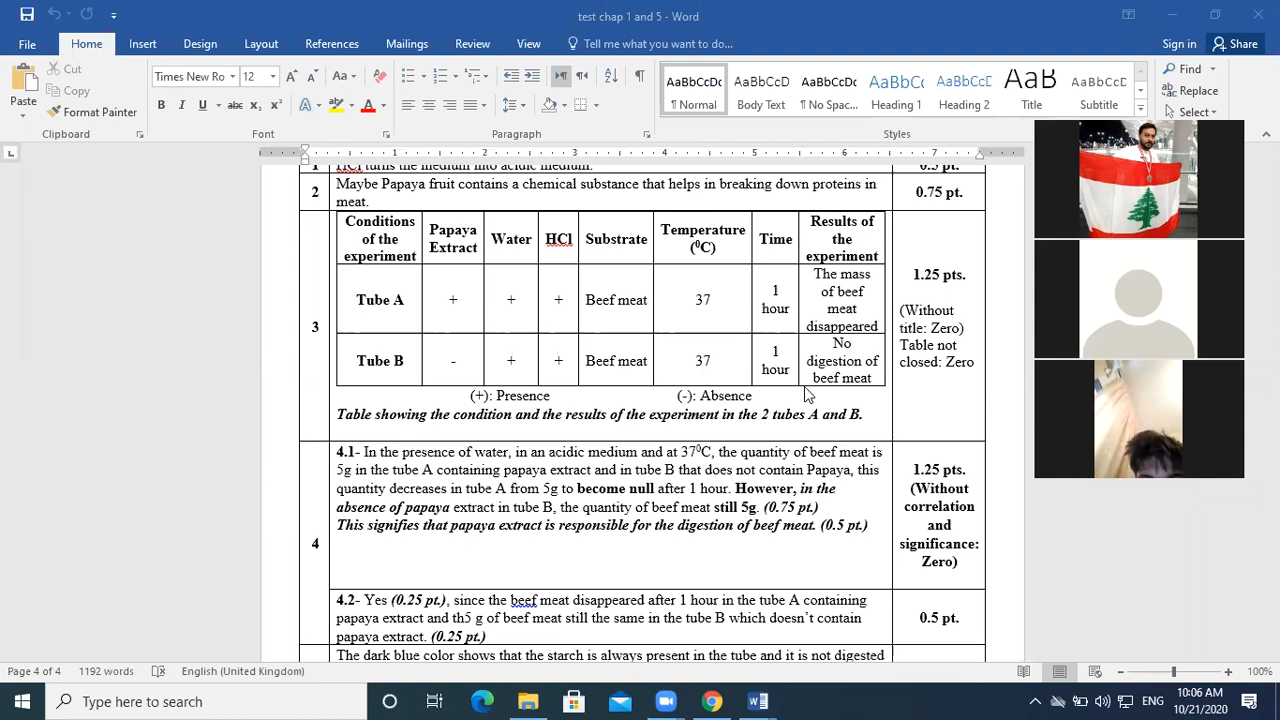 test chap 1 and 5 - Word
File Home Insert Design Layout References Mailings Review View Tell me what you want to do... Sign in Share
Paste
Cut
Copy
Format Painter
Clipboard
Times New Ro 12
Font
Paragraph
AaBbCcDc AaBbCcDc AaBbCcDc AaBbCcDc AaBbCcDc AaB AaBbCcDc
¶ Normal Body Text ¶ No Spac... Heading 1 Heading 2 Title Subtitle
Styles
Find
Replace
Select
1 2 3 4 5 6 7
1 HCl turns the medium into acidic medium. 0.5 pt.
2 Maybe Papaya fruit contains a chemical substance that helps in breaking down proteins in
meat. 0.75 pt.
3
Conditions
of the
experiment
Papaya
Extract
Water
HCl
Substrate
Temperature
(⁰C)
Time
Results of
the
experiment
Tube A + + + Beef meat 37
1
hour
The mass
of beef
meat
disappeared
Tube B - + + Beef meat 37
1
hour
No
digestion of
beef meat
(+): Presence (-): Absence
Table showing the condition and the results of the experiment in the 2 tubes A and B.
1.25 pts.
(Without
title: Zero)
Table not
closed: Zero
4
4.1- In the presence of water, in an acidic medium and at 37⁰C, the quantity of beef meat is
5g in the tube A containing papaya extract and in tube B that does not contain Papaya, this
quantity decreases in tube A from 5g to become null after 1 hour. However, in the
absence of papaya extract in tube B, the quantity of beef meat still 5g. (0.75 pt.)
This signifies that papaya extract is responsible for the digestion of beef meat. (0.5 pt.)
1.25 pts.
(Without
correlation
and
significance:
Zero)
4.2- Yes (0.25 pt.), since the beef meat disappeared after 1 hour in the tube A containing
papaya extract and th5 g of beef meat still the same in the tube B which doesn't contain
papaya extract. (0.25 pt.)
0.5 pt.
The dark blue color shows that the starch is always present in the tube and it is not digested
Page 4 of 4 1192 words English (United Kingdom) 100%
Type here to search
ENG
10:06 AM
10/21/2020